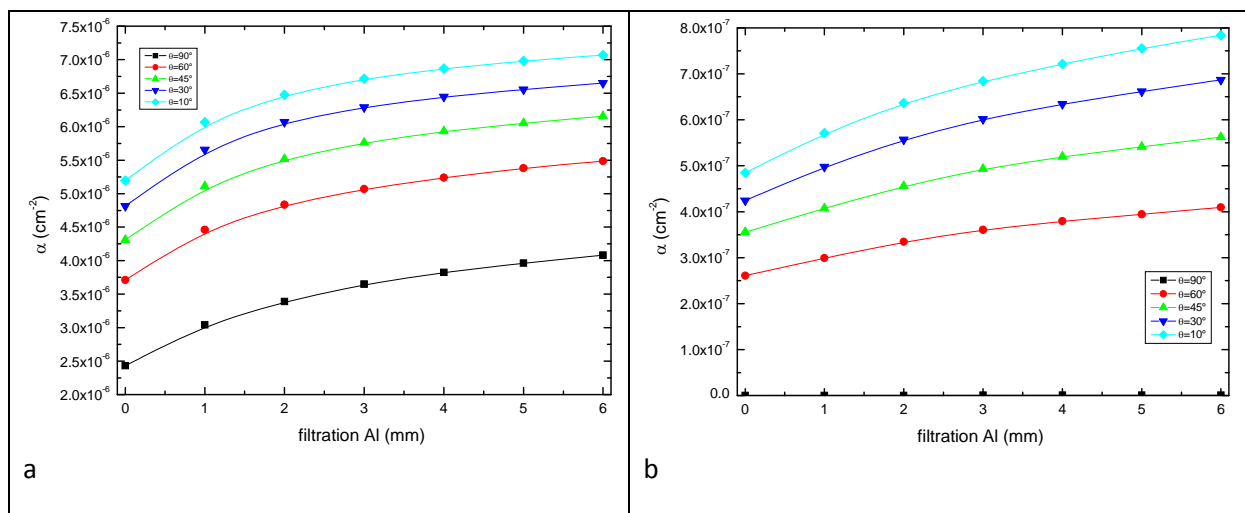 7.5x10⁻⁶
7.0x10⁻⁶
6.5x10⁻⁶
6.0x10⁻⁶
5.5x10⁻⁶
5.0x10⁻⁶
4.5x10⁻⁶
4.0x10⁻⁶
3.5x10⁻⁶
3.0x10⁻⁶
2.5x10⁻⁶
2.0x10⁻⁶
α (cm⁻²)
θ=90°
θ=60°
θ=45°
θ=30°
θ=10°
0 1 2 3 4 5 6
filtration Al (mm)
a
8.0x10⁻⁷
7.0x10⁻⁷
6.0x10⁻⁷
5.0x10⁻⁷
4.0x10⁻⁷
3.0x10⁻⁷
2.0x10⁻⁷
1.0x10⁻⁷
0.0
α (cm⁻²)
θ=90°
θ=60°
θ=45°
θ=30°
θ=10°
0 1 2 3 4 5 6
filtration Al (mm)
b